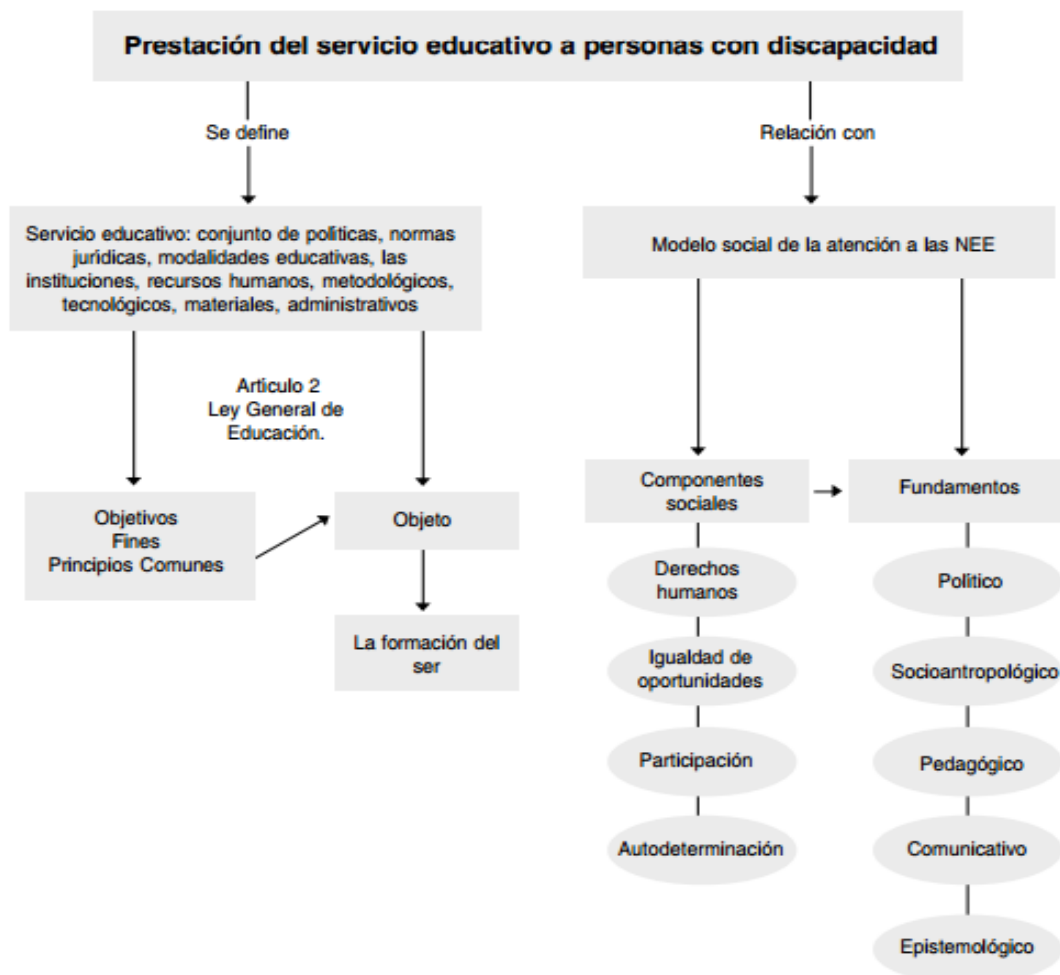 Prestación del servicio educativo a personas con discapacidad
Se define
Servicio educativo: conjunto de políticas, normas
jurídicas, modalidades educativas, las
instituciones, recursos humanos, metodológicos,
tecnológicos, materiales, administrativos
Artículo 2
Ley General de
Educación.
Objetivos
Fines
Principios Comunes
Objeto
La formación del
ser
Relación con
Modelo social de la atención a las NEE
Componentes
sociales
Derechos
humanos
Igualdad de
oportunidades
Participación
Autodeterminación
Fundamentos
Político
Socioantropológico
Pedagógico
Comunicativo
Epistemológico